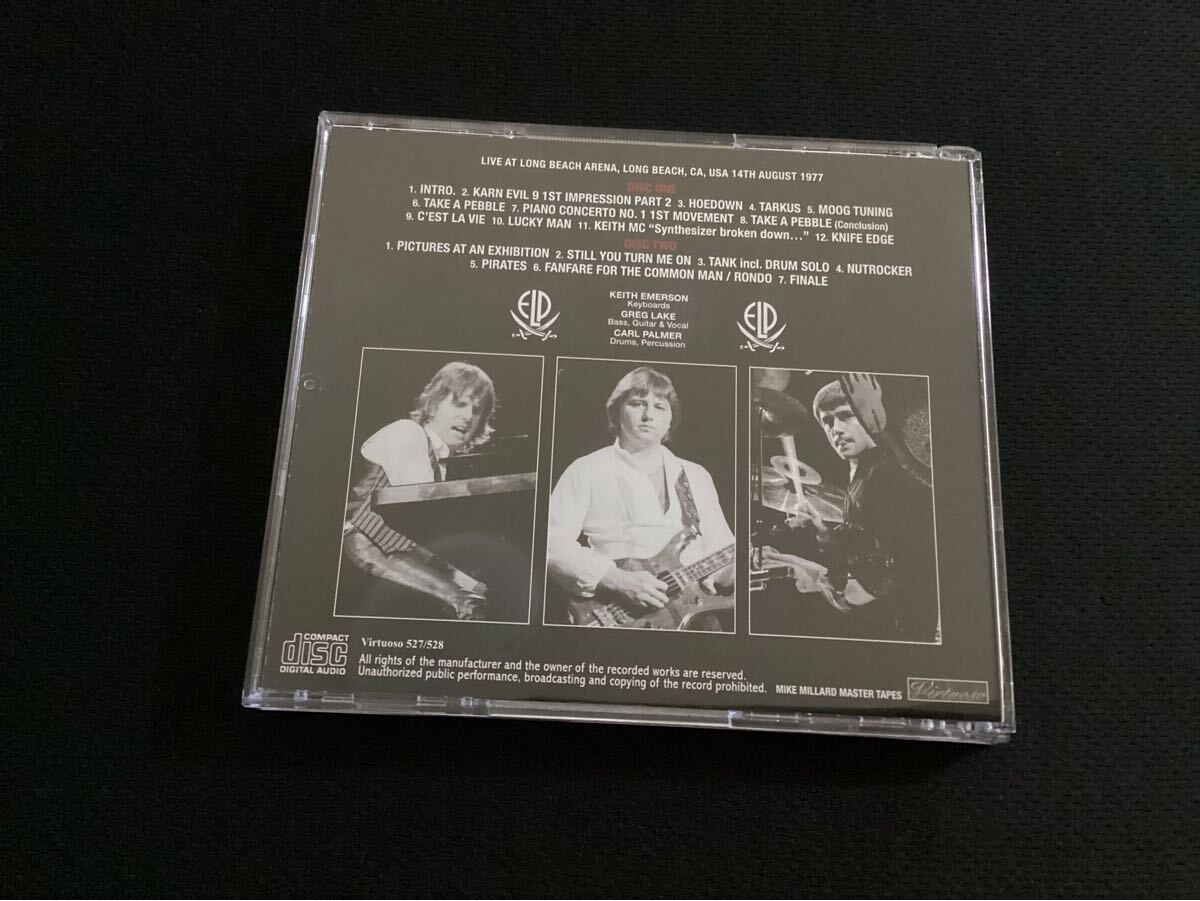 LIVE AT LONG BEACH ARENA, LONG BEACH, CA, USA 14TH AUGUST 1977
DISC ONE
1. INTRO. 2. KARN EVIL 9 1ST IMPRESSION PART 2 3. HOEDOWN 4. TARKUS 5. MOOG TUNING
6. TAKE A PEBBLE 7. PIANO CONCERTO NO. 1 1ST MOVEMENT 8. TAKE A PEBBLE (Conclusion)
9. C'EST LA VIE 10. LUCKY MAN 11. KEITH MC “Synthesizer broken down...” 12. KNIFE EDGE
DISC TWO
1. PICTURES AT AN EXHIBITION 2. STILL YOU TURN ME ON 3. TANK incl. DRUM SOLO 4. NUTROCKER
5. PIRATES 6. FANFARE FOR THE COMMON MAN / RONDO 7. FINALE
ELP
KEITH EMERSON
Keyboards
GREG LAKE
Bass, Guitar & Vocal
CARL PALMER
Drums, Percussion
ELP
COMPACT
disc
DIGITAL AUDIO
Virtuoso 527/528
All rights of the manufacturer and the owner of the recorded works are reserved.
Unauthorized public performance, broadcasting and copying of the record prohibited.
MIKE MILLARD MASTER TAPES
Virtuoso